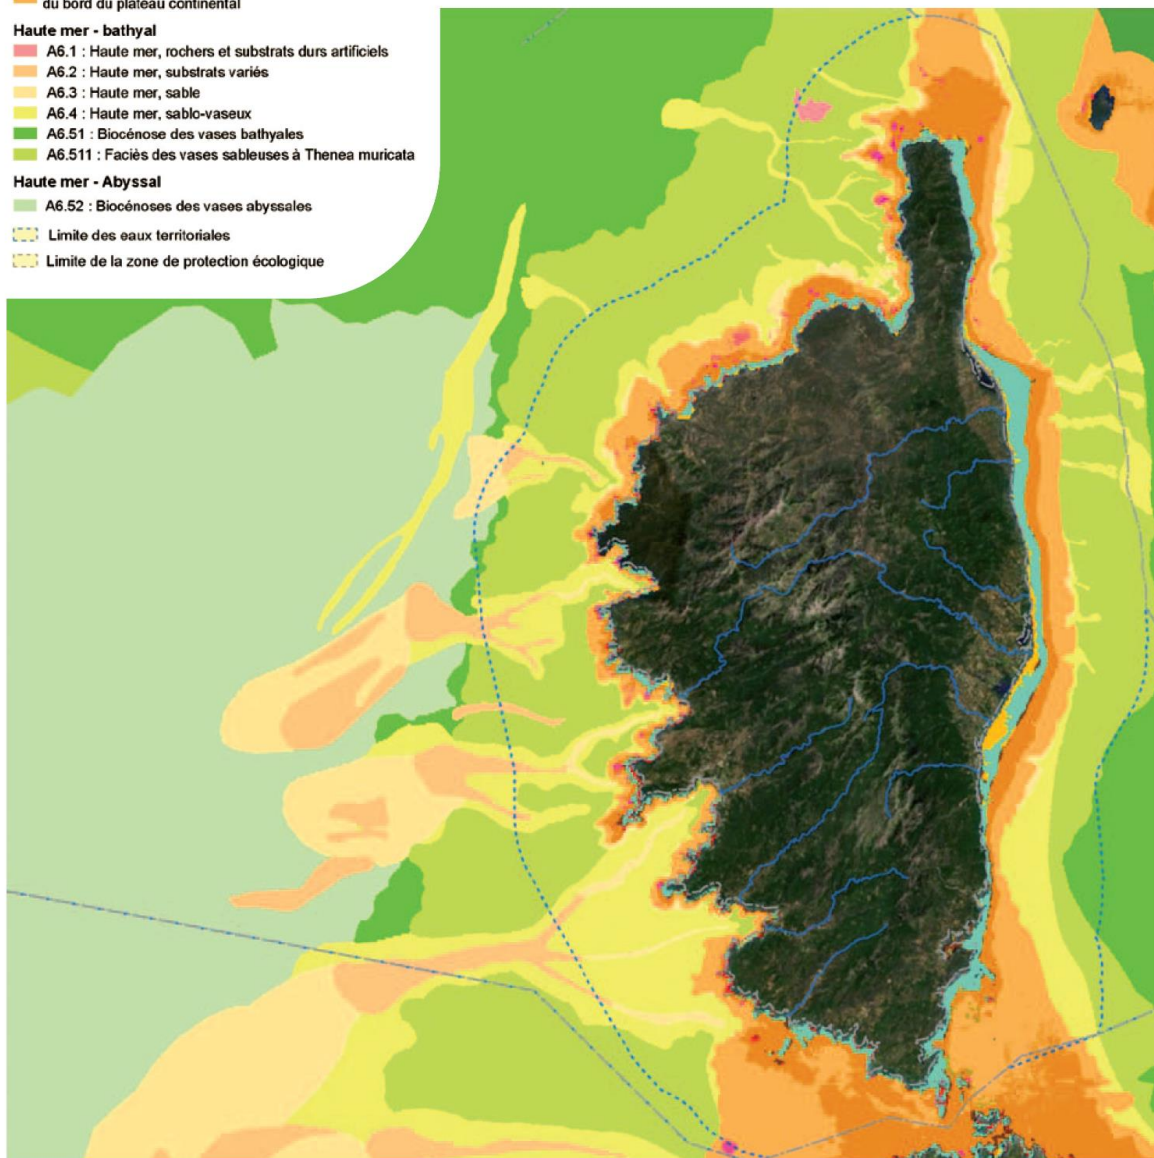 du bord du plateau continental
Haute mer - bathyal
A6.1 : Haute mer, rochers et substrats durs artificiels
A6.2 : Haute mer, substrats variés
A6.3 : Haute mer, sable
A6.4 : Haute mer, sablo-vaseux
A6.51 : Biocénose des vases bathyales
A6.511 : Faciès des vases sableuses à Thenea muricata
Haute mer - Abyssal
A6.52 : Biocénoses des vases abyssales
Limite des eaux territoriales
Limite de la zone de protection écologique